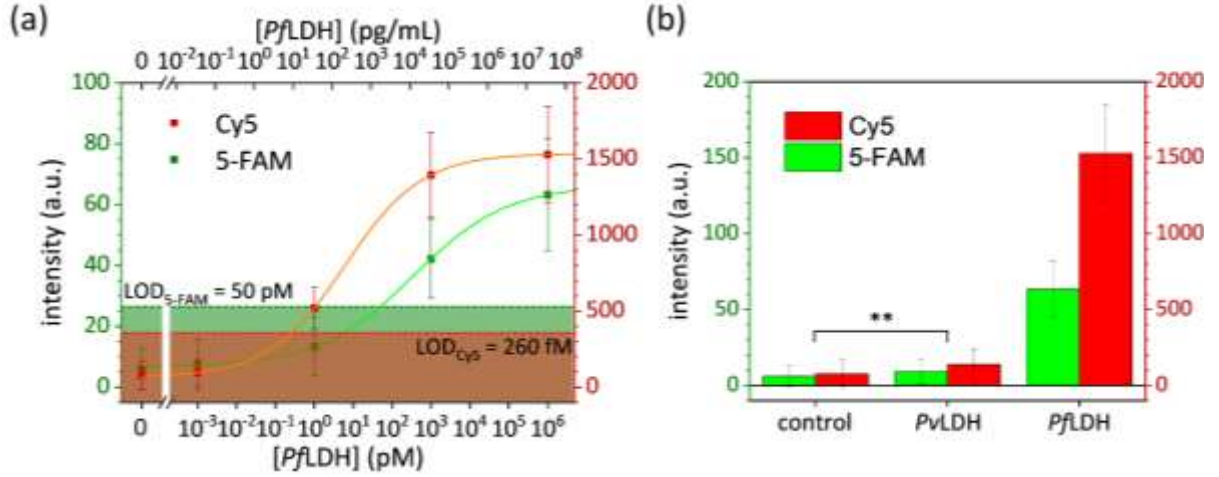 (a)
[PfLDH] (pg/mL)
0 10⁻² 10⁻¹ 10⁰ 10¹ 10² 10³ 10⁴ 10⁵ 10⁶ 10⁷ 10⁸
100
80
60
40
20
0
intensity (a.u.)
Cy5
5-FAM
LOD5-FAM = 50 pM
LODCy5 = 260 fM
2000
1500
1000
500
0
0 10⁻³ 10⁻² 10⁻¹ 10⁰ 10¹ 10² 10³ 10⁴ 10⁵ 10⁶
[PfLDH] (pM)
(b)
200
150
100
50
0
intensity (a.u.)
Cy5
5-FAM
**
2000
1500
1000
500
0
control PvLDH PfLDH